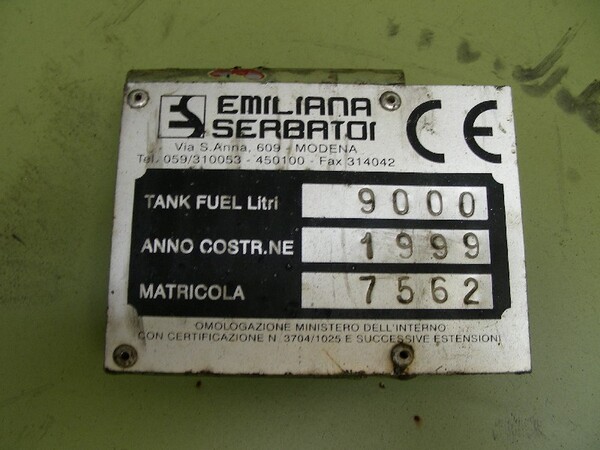 EMILIANA
SERBATOI
CE
Via S.Anna, 609 - MODENA
Tel. 059/310053 - 450100 - Fax 314042
TANK FUEL Litri 9000
ANNO COSTR.NE 1999
MATRICOLA 7562
OMOLOGAZIONE MINISTERO DELL'INTERNO
CON CERTIFICAZIONE N. 3704/1025 E SUCCESSIVE ESTENSIONI